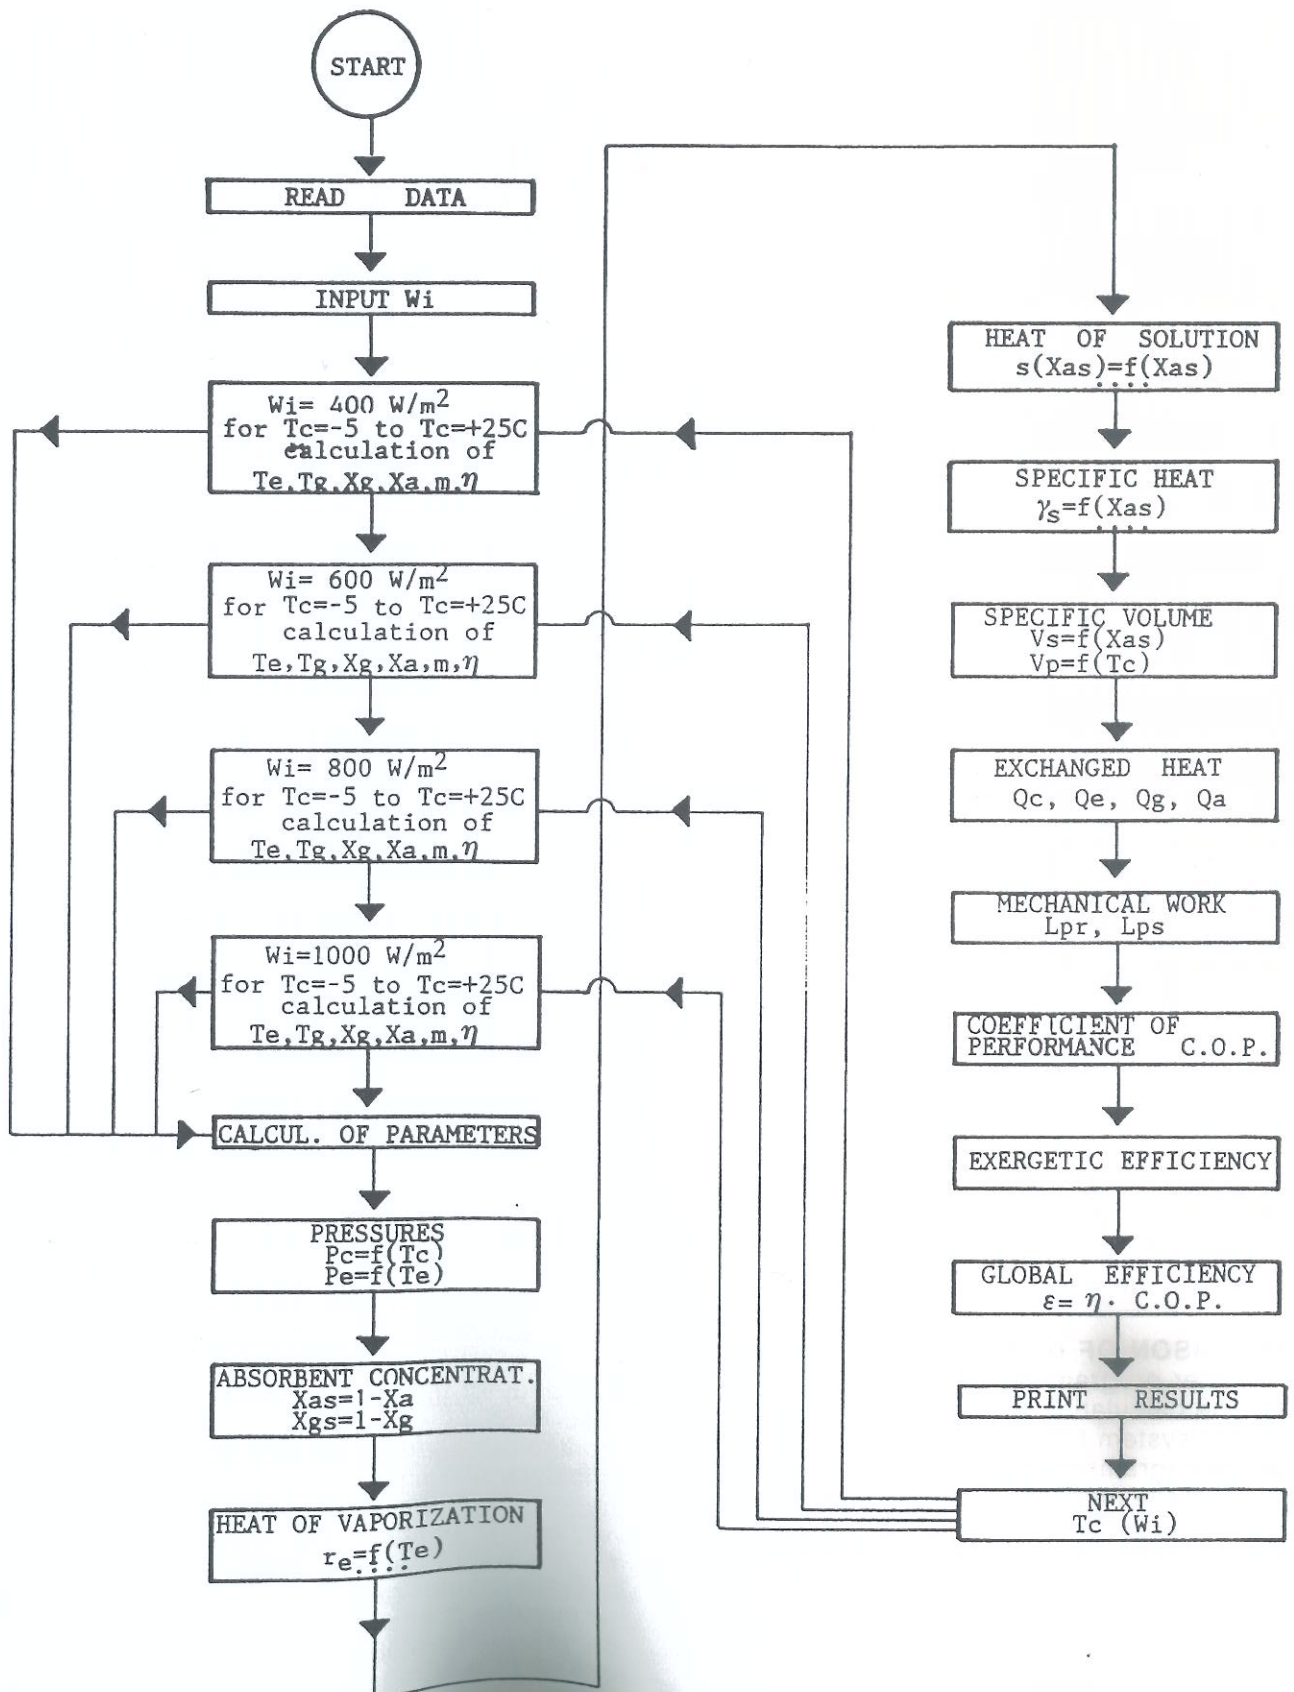 START
READ DATA
INPUT Wi
Wi= 400 W/m²
for Tc=-5 to Tc=+25C
calculation of
Te,Tg,Xg,Xa,m,η
Wi= 600 W/m²
for Tc=-5 to Tc=+25C
calculation of
Te,Tg,Xg,Xa,m,η
Wi= 800 W/m²
for Tc=-5 to Tc=+25C
calculation of
Te,Tg,Xg,Xa,m,η
Wi=1000 W/m²
for Tc=-5 to Tc=+25C
calculation of
Te,Tg,Xg,Xa,m,η
CALCUL. OF PARAMETERS
PRESSURES
Pc=f(Tc)
Pe=f(Te)
ABSORBENT CONCENTRAT.
Xas=1-Xa
Xgs=1-Xg
HEAT OF VAPORIZATION
re=f(Te)
....
HEAT OF SOLUTION
s(Xas)=f(Xas)
....
SPECIFIC HEAT
γs=f(Xas)
....
SPECIFIC VOLUME
Vs=f(Xas)
Vp=f(Tc)
EXCHANGED HEAT
Qc, Qe, Qg, Qa
MECHANICAL WORK
Lpr, Lps
COEFFICIENT OF
PERFORMANCE C.O.P.
EXERGETIC EFFICIENCY
GLOBAL EFFICIENCY
ε= η· C.O.P.
PRINT RESULTS
NEXT
Tc (Wi)